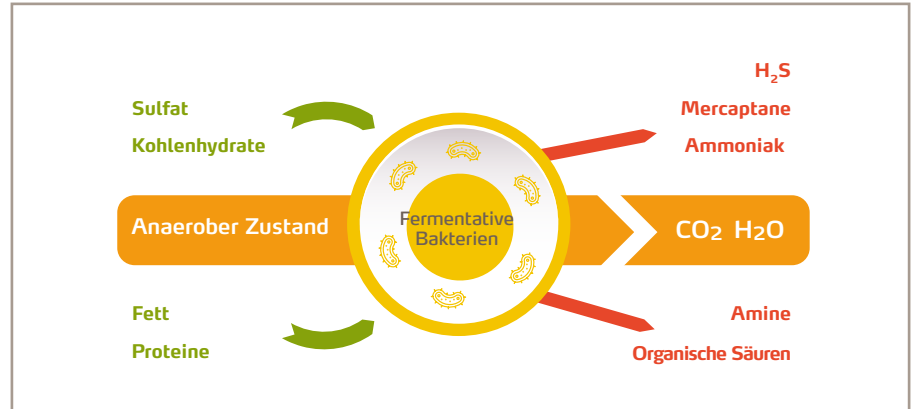 H₂S
Sulfat
Mercaptane
Kohlenhydrate
Ammoniak
Anaerober Zustand
Fermentative
Bakterien
CO₂ H₂O
Fett
Amine
Proteine
Organische Säuren